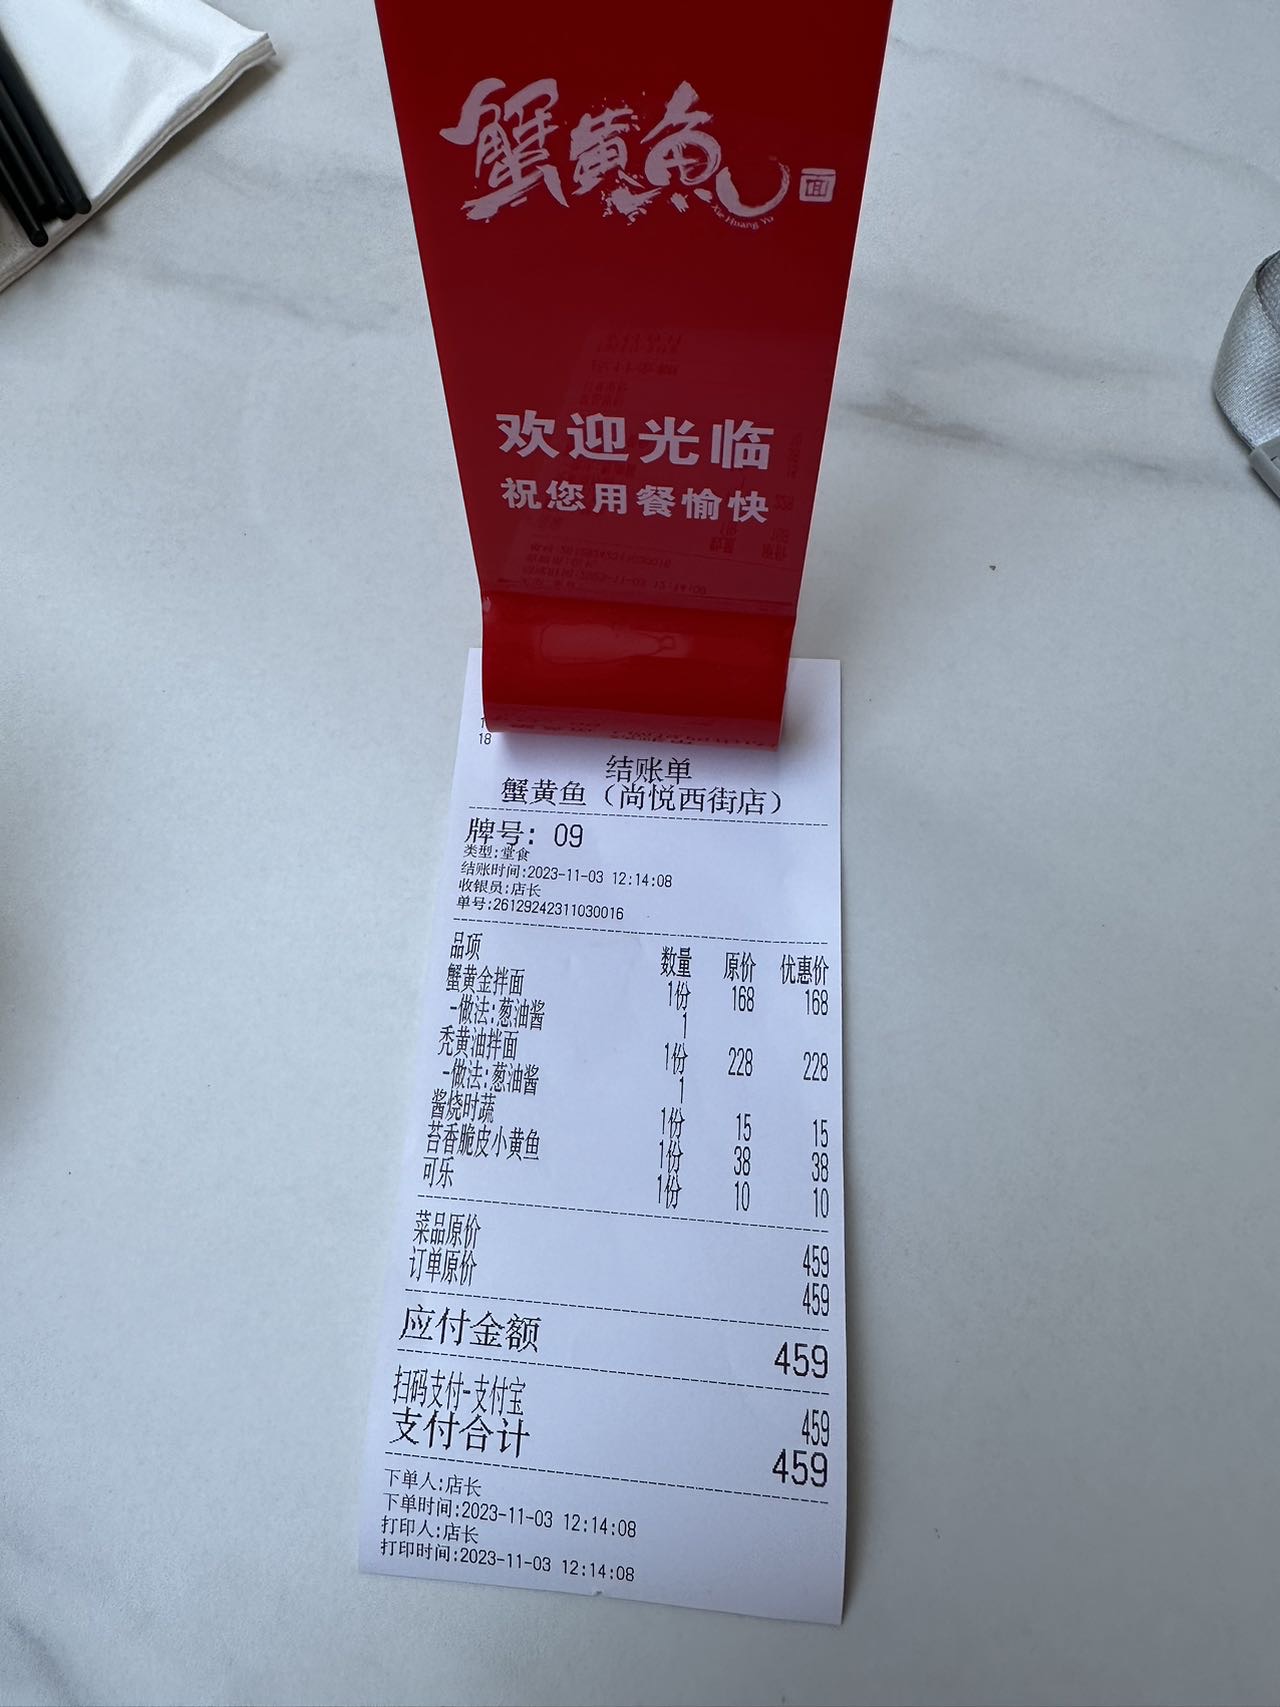 蟹黄鱼 面
Xie Huang Yu
欢迎光临
祝您用餐愉快
18
结账单
蟹黄鱼（尚悦西街店）
牌号: 09
类型:堂食
结账时间:2023-11-03 12:14:08
收银员:店长
单号:26129242311030016
品项 数量 原价 优惠价
蟹黄金拌面 1份 168 168
-做法:葱油酱 1
秃黄油拌面 1份 228 228
-做法:葱油酱 1
酱烧时蔬 1份 15 15
苔香脆皮小黄鱼 1份 38 38
可乐 1份 10 10
菜品原价 459
订单原价 459
应付金额 459
扫码支付-支付宝 459
支付合计 459
下单人:店长
下单时间:2023-11-03 12:14:08
打印人:店长
打印时间:2023-11-03 12:14:08